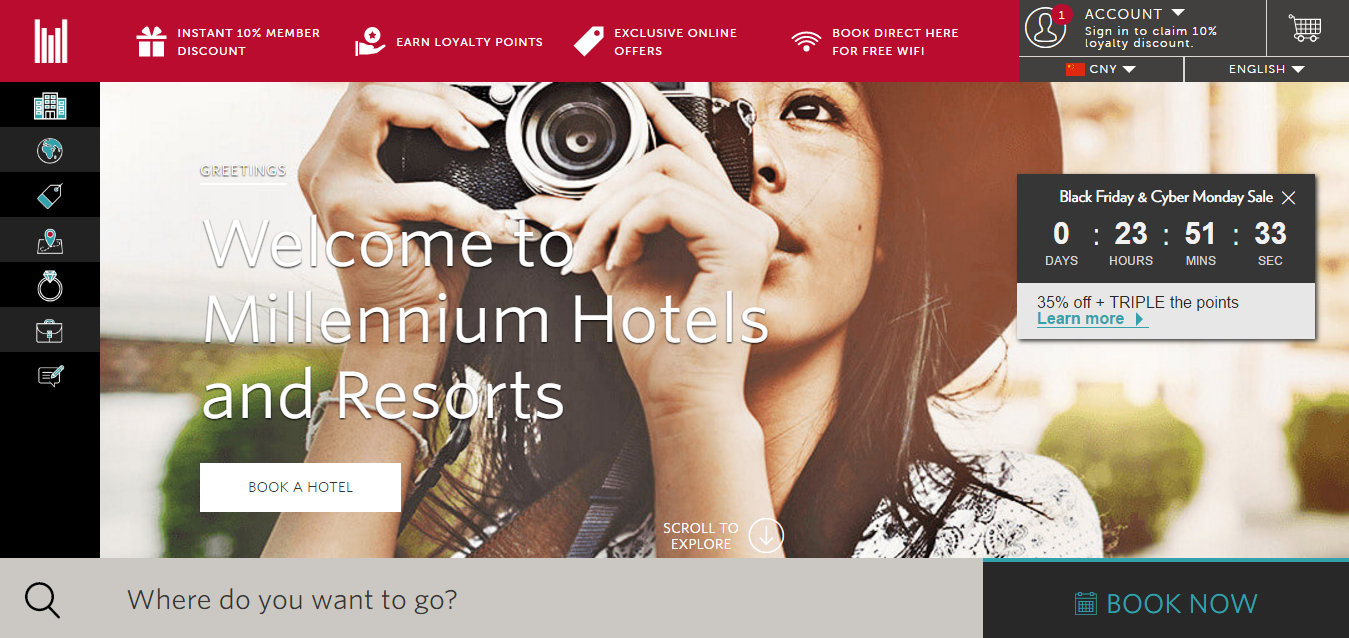 INSTANT 10% MEMBER
DISCOUNT
EARN LOYALTY POINTS
EXCLUSIVE ONLINE
OFFERS
BOOK DIRECT HERE
FOR FREE WIFI
1
ACCOUNT
Sign in to claim 10%
loyalty discount.
CNY
ENGLISH
GREETINGS
Welcome to
Millennium Hotels
and Resorts
BOOK A HOTEL
Black Friday & Cyber Monday Sale
0 : 23 : 51 : 33
DAYS HOURS MINS SEC
35% off + TRIPLE the points
Learn more
SCROLL TO
EXPLORE
Where do you want to go?
BOOK NOW